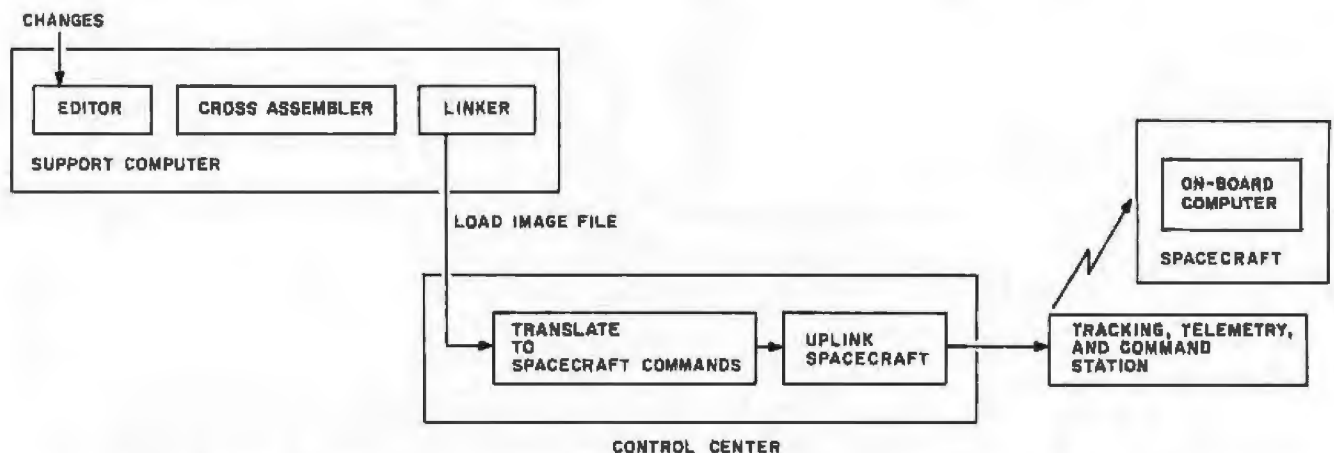 CHANGES
EDITOR
CROSS ASSEMBLER
LINKER
SUPPORT COMPUTER
LOAD IMAGE FILE
TRANSLATE
TO
SPACECRAFT COMMANDS
UPLINK
SPACECRAFT
CONTROL CENTER
ON-BOARD
COMPUTER
SPACECRAFT
TRACKING, TELEMETRY,
AND COMMAND
STATION